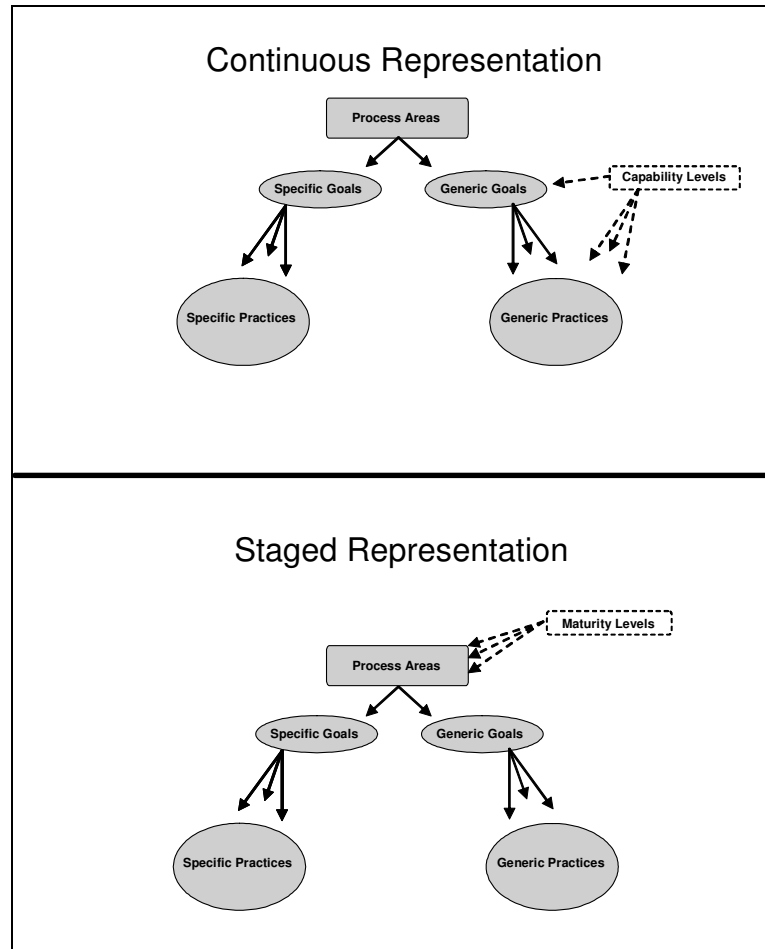 Continuous Representation
Process Areas
Specific Goals
Generic Goals
Capability Levels
Specific Practices
Generic Practices
Staged Representation
Maturity Levels
Process Areas
Specific Goals
Generic Goals
Specific Practices
Generic Practices